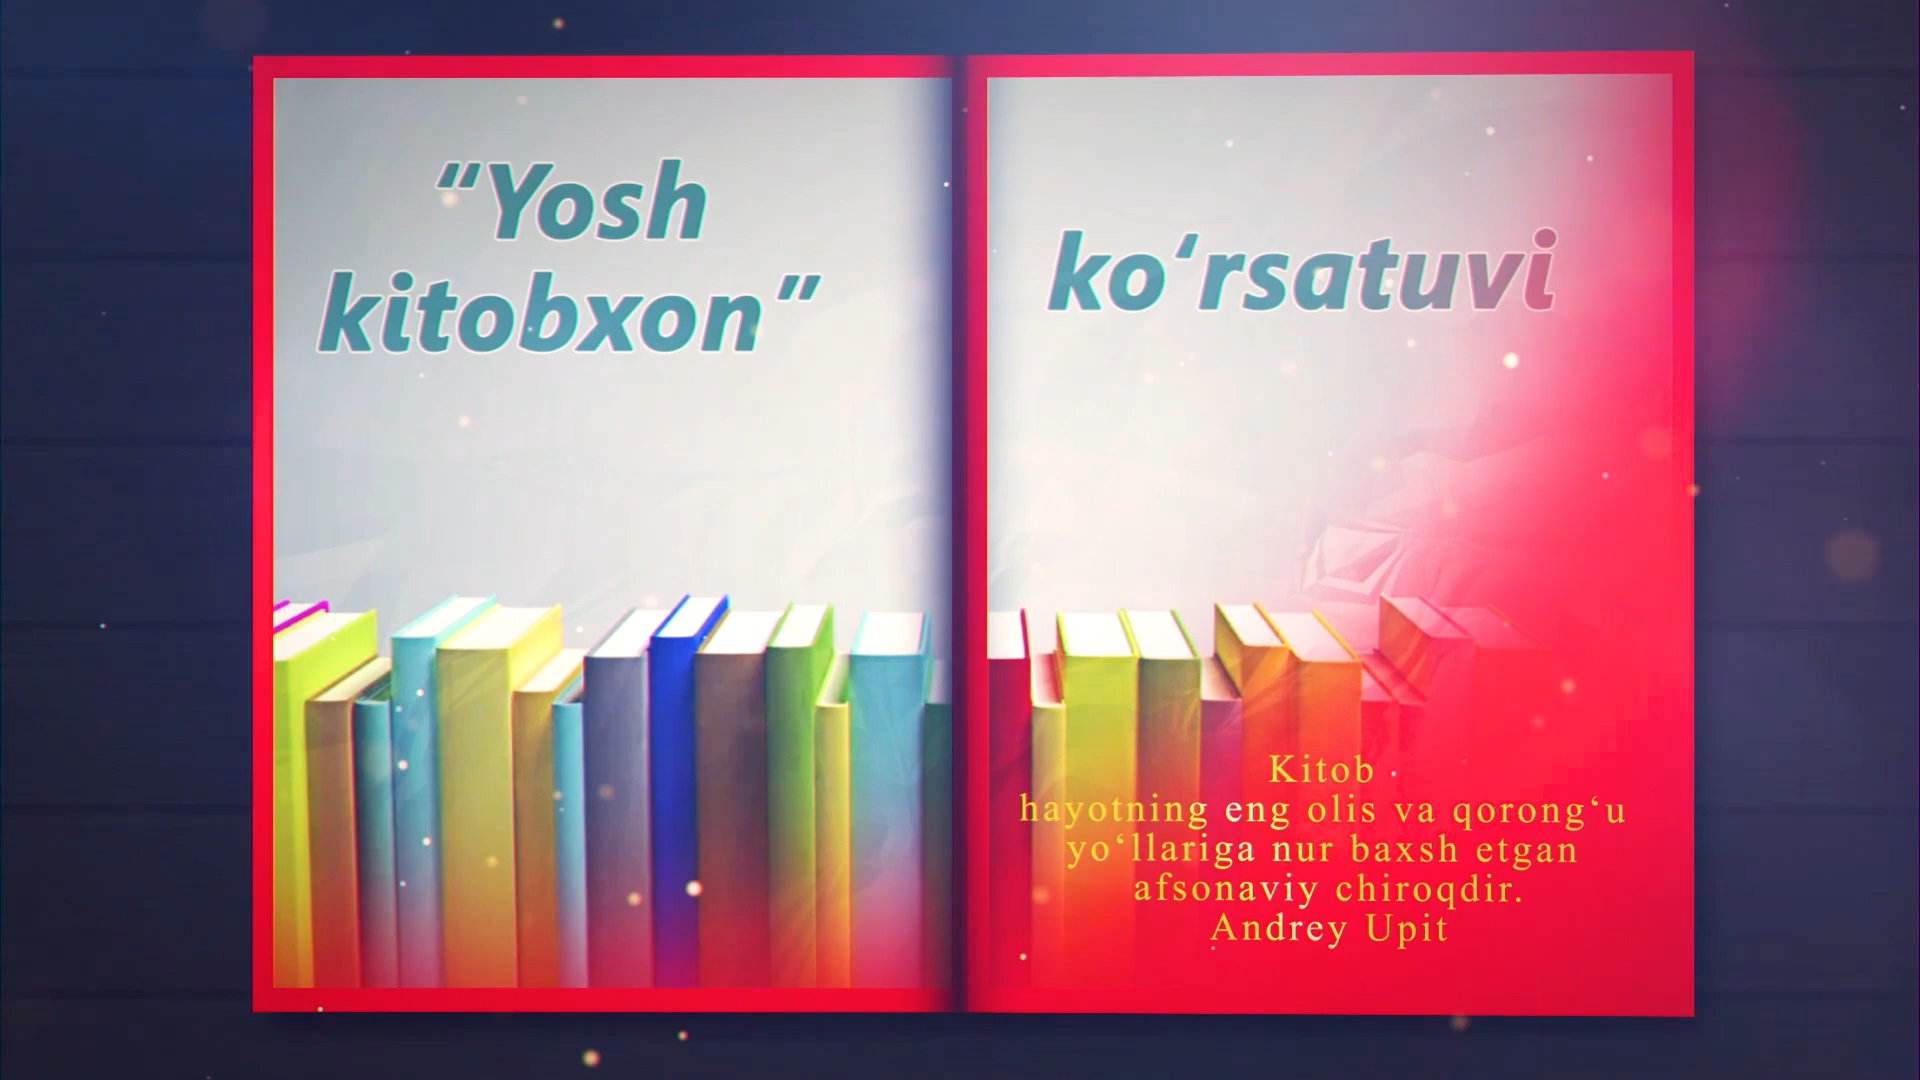 “Yosh
kitobxon”
ko‘rsatuvi
Kitob
hayotning eng olis va qorong‘u
yo‘llariga nur baxsh etgan
afsonaviy chiroqdir.
Andrey Upit